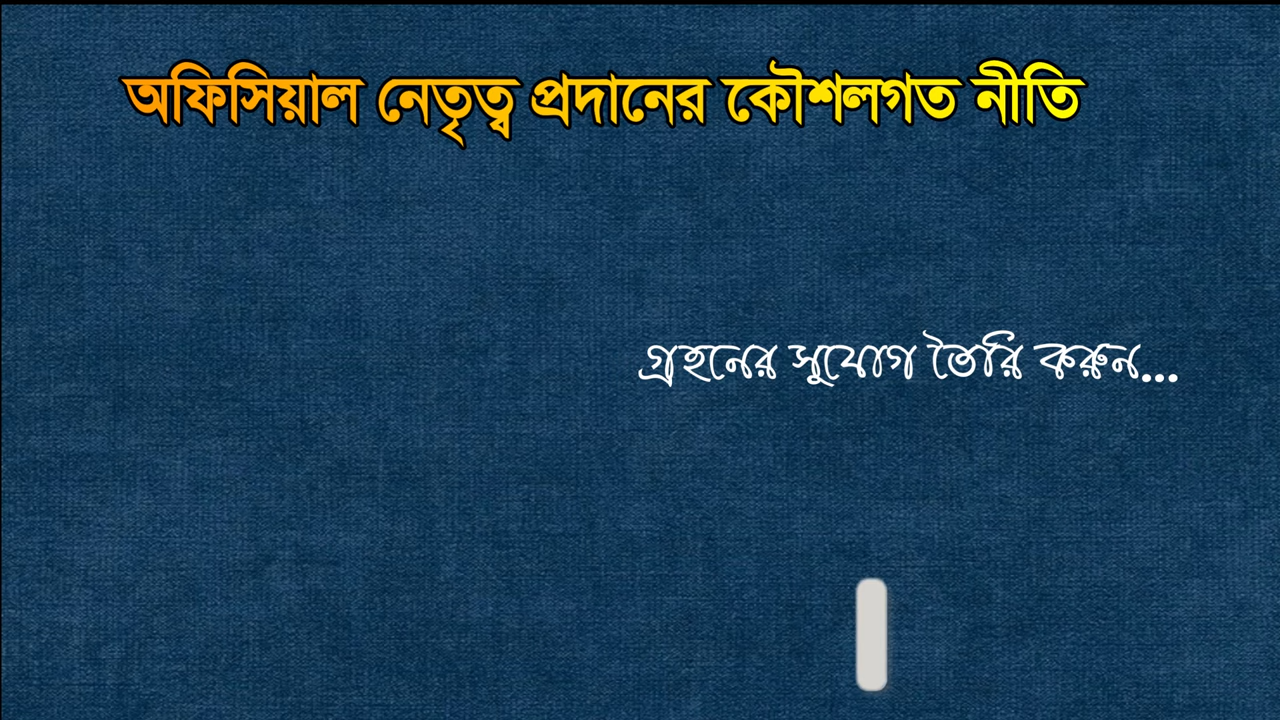 অফিসিয়াল নেতৃত্ব প্রদানের কৌশলগত নীতি
গ্রহনের সুযোগ তৈরি করুন...